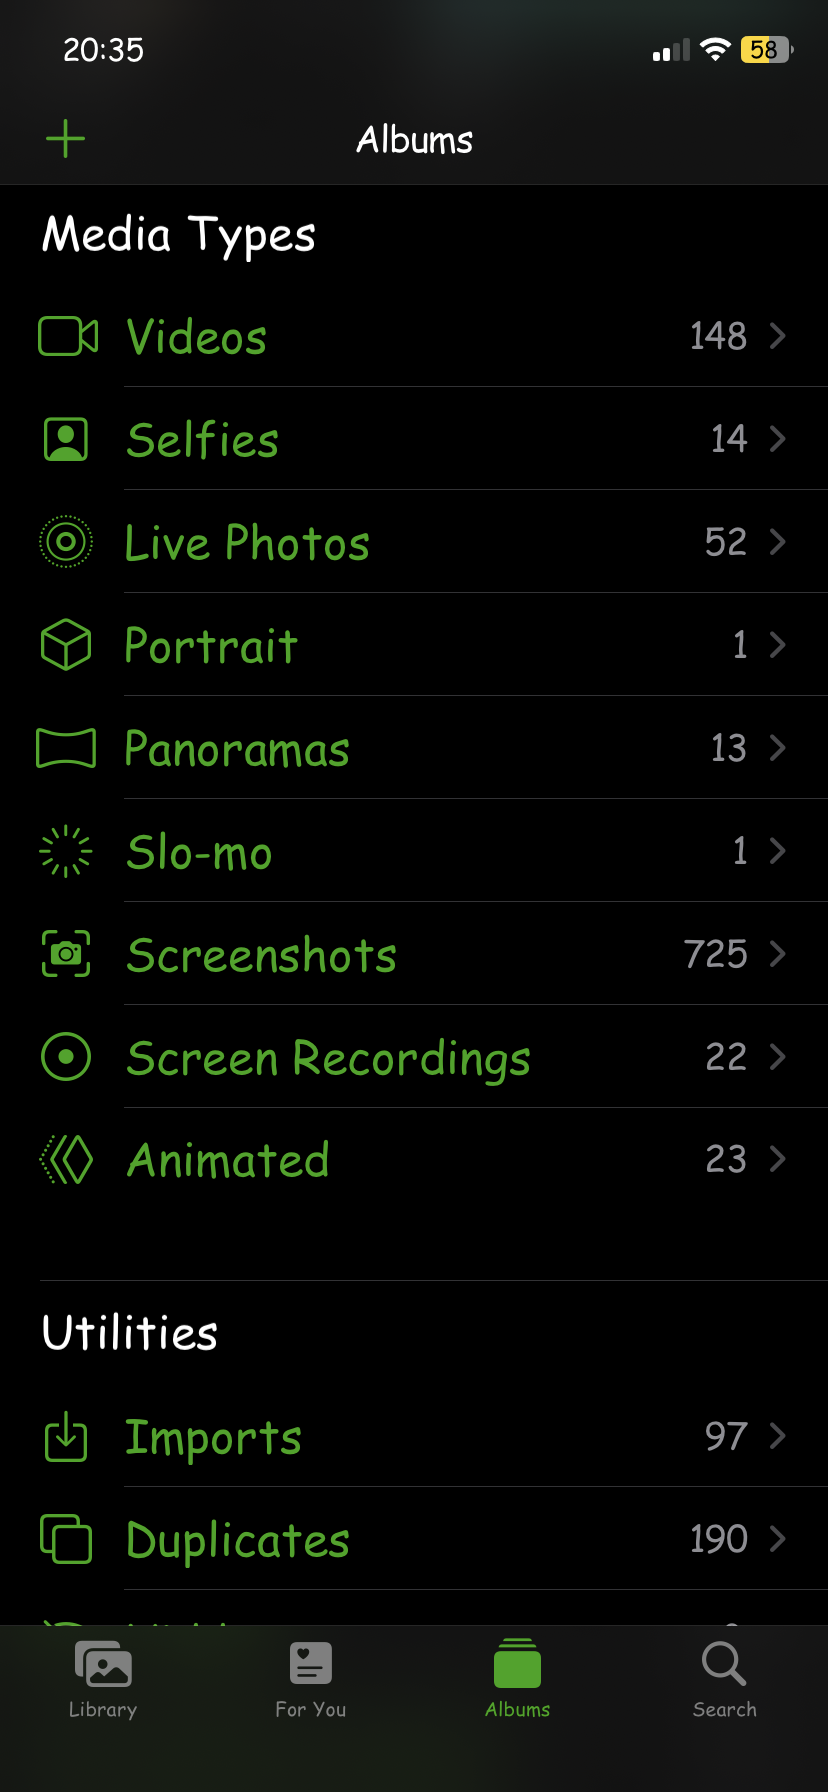 20:35
58
Albums
Media Types
Videos 148
Selfies 14
Live Photos 52
Portrait 1
Panoramas 13
Slo-mo 1
Screenshots 725
Screen Recordings 22
Animated 23
Utilities
Imports 97
Duplicates 190
Library For You Albums Search